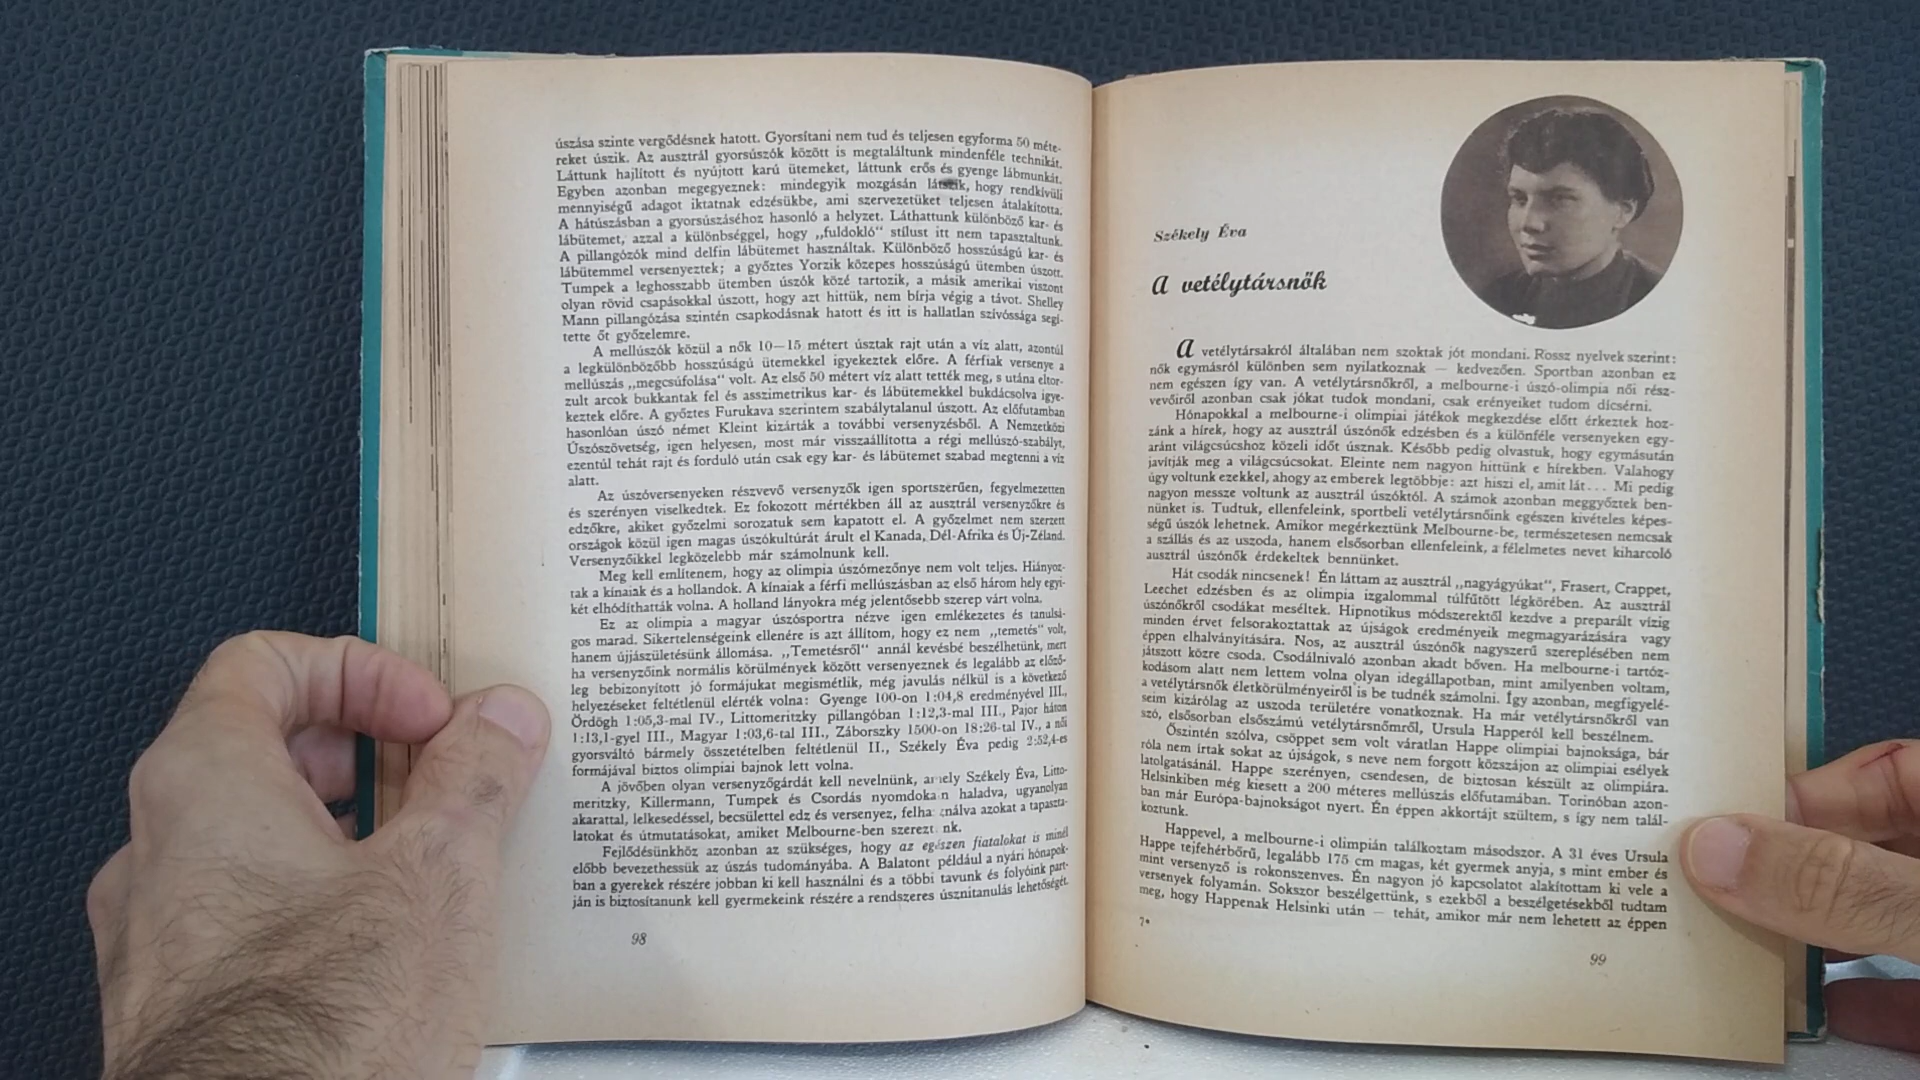 úszása szinte vergődésnek hatott. Gyorsítani nem tud és teljesen egyforma 50 méte-
reket úszik. Az ausztrál gyorsúszók között is megtaláltunk mindenféle technikát.
Láttunk hajlított és nyújtott karú ütemeket, láttunk erős és gyenge lábmunkát.
Egyben azonban megegyeznek: mindegyik mozgásán látszik, hogy rendkívüli
mennyiségű adagot iktatnak edzésükbe, ami szervezetüket teljesen átalakította.
A hátúszásban a gyorsúszáséhoz hasonló a helyzet. Láthattunk különböző kar- és
lábütemet, azzal a különbséggel, hogy „fuldokló“ stílust itt nem tapasztaltunk.
A pillangózók mind delfin lábütemet használtak. Különböző hosszúságú kar- és
lábütemmel versenyeztek; a győztes Yorzik közepes hosszúságú ütemben úszott.
Tumpek a leghosszabb ütemben úszók közé tartozik, a másik amerikai viszont
olyan rövid csapásokkal úszott, hogy azt hittük, nem bírja végig a távot. Shelley
Mann pillangózása szintén csapkodásnak hatott és itt is hallatlan szívóssága segí-
tette őt győzelemre.
A mellúszók közül a nők 10—15 métert úsztak rajt után a víz alatt, azontúl
a legkülönbözőbb hosszúságú ütemekkel igyekeztek előre. A férfiak versenye a
mellúszás „megcsúfolása“ volt. Az első 50 métert víz alatt tették meg, s utána eltor-
zult arcok bukkantak fel és asszimetrikus kar- és lábütemekkel bukdácsolva igye-
keztek előre. A győztes Furukava szerintem szabálytalanul úszott. Az előfutamban
hasonlóan úszó német Kleint kizárták a további versenyzésből. A Nemzetközi
Úszószövetség, igen helyesen, most már visszaállította a régi mellúszó-szabályt,
ezentúl tehát rajt és forduló után csak egy kar- és lábütemet szabad megtenni a víz
alatt.
Az úszóversenyeken részvevő versenyzők igen sportszerűen, fegyelmezetten
és szerényen viselkedtek. Ez fokozott mértékben áll az ausztrál versenyzőkre és
edzőkre, akiket győzelmi sorozatuk sem kapatott el. A győzelmet nem szerzett
országok közül igen magas úszókultúrát árult el Kanada, Dél-Afrika és Új-Zéland.
Versenyzőikkel legközelebb már számolnunk kell.
Meg kell említenem, hogy az olimpia úszómezőnye nem volt teljes. Hiányoz-
tak a kínaiak és a hollandok. A kínaiak a férfi mellúszásban az első három hely egyi-
két elhódíthatták volna. A holland lányokra még jelentősebb szerep várt volna.
Ez az olimpia a magyar úszósportra nézve igen emlékezetes és tanulsá-
gos marad. Sikertelenségeink ellenére is azt állítom, hogy ez nem „temetés“ volt,
hanem újjászületésünk állomása. „Temetésről“ annál kevésbé beszélhetünk, mert
ha versenyzőink normális körülmények között versenyeznek és legalább az előző-
leg bebizonyított jó formájukat megismétlik, még javulás nélkül is a következő
helyezéseket feltétlenül elérték volna: Gyenge 100-on 1:04,8 eredményével III.,
Ördögh 1:05,3-mal IV., Littomeritzky pillangóban 1:12,3-mal III., Pajor háton
1:13,1-gyel III., Magyar 1:03,6-tal III., Záborszky 1500-on 18:26-tal IV., a női
gyorsváltó bármely összetételben feltétlenül II., Székely Éva pedig 2:52,4-es
formájával biztos olimpiai bajnok lett volna.
A jövőben olyan versenyzőgárdát kell nevelnünk, amely Székely Éva, Litto-
meritzky, Killermann, Tumpek és Csordás nyomdokain haladva, ugyanolyan
akarattal, lelkesedéssel, becsülettel edz és versenyez, felhasználva azokat a tapaszta-
latokat és útmutatásokat, amiket Melbourne-ben szereztünk.
Fejlődésünkhöz azonban az szükséges, hogy az egészen fiatalokat is minél
előbb bevezethessük az úszás tudományába. A Balatont például a nyári hónapok-
ban a gyerekek részére jobban ki kell használni és a többi tavunk és folyóink part-
ján is biztosítanunk kell gyermekeink részére a rendszeres úsznitanulás lehetőségét.
98
Székely Éva
A vetélytársnők
A vetélytársakról általában nem szoktak jót mondani. Rossz nyelvek szerint:
nők egymásról különben sem nyilatkoznak — kedvezően. Sportban azonban ez
nem egészen így van. A vetélytársnőkről, a melbourne-i úszó-olimpia női rész-
vevőiről azonban csak jókat tudok mondani, csak erényeiket tudom dícsérni.
Hónapokkal a melbourne-i olimpiai játékok megkezdése előtt érkeztek hoz-
zánk a hírek, hogy az ausztrál úszónők edzésben és a különféle versenyeken egy-
aránt világcsúcshoz közeli időt úsznak. Később pedig olvastuk, hogy egymásután
javítják meg a világcsúcsokat. Eleinte nem nagyon hittünk e hírekben. Valahogy
úgy voltunk ezekkel, ahogy az emberek legtöbbje: azt hiszi el, amit lát... Mi pedig
nagyon messze voltunk az ausztrál úszóktól. A számok azonban meggyőztek ben-
nünket is. Tudtuk, ellenfeleink, sportbeli vetélytársnőink egészen kivételes képes-
ségű úszók lehetnek. Amikor megérkeztünk Melbourne-be, természetesen nemcsak
a szállás és az uszoda, hanem elsősorban ellenfeleink, a félelmetes nevet kiharcoló
ausztrál úszónők érdekeltek bennünket.
Hát csodák nincsenek! Én láttam az ausztrál „nagyágyúkat“, Frasert, Crappet,
Leechet edzésben és az olimpia izgalommal túlfűtött légkörében. Az ausztrál
úszónőkről csodákat meséltek. Hipnotikus módszerektől kezdve a preparált vízig
minden érvet felsorakoztattak az újságok eredményeik megmagyarázására vagy
éppen elhalványítására. Nos, az ausztrál úszónők nagyszerű szereplésében nem
játszott közre csoda. Csodálnivaló azonban akadt bőven. Ha melbourne-i tartóz-
kodásom alatt nem lettem volna olyan idegállapotban, mint amilyenben voltam,
a vetélytársnők életkörülményeiről is be tudnék számolni. Így azonban, megfigyelé-
seim kizárólag az uszoda területére vonatkoznak. Ha már vetélytársnőkről van
szó, elsősorban elsőszámú vetélytársnőmről, Ursula Happeról kell beszélnem.
Őszintén szólva, csöppet sem volt váratlan Happe olimpiai bajnoksága, bár
róla nem írtak sokat az újságok, s neve nem forgott közszájon az olimpiai esélyek
latolgatásánál. Happe szerényen, csendesen, de biztosan készült az olimpiára.
Helsinkiben még kiesett a 200 méteres mellúszás előfutamában. Torinóban azon-
ban már Európa-bajnokságot nyert. Én éppen akkortájt szültem, s így nem talál-
koztunk.
Happevel, a melbourne-i olimpián találkoztam másodszor. A 31 éves Ursula
Happe tejfehérbőrű, legalább 175 cm magas, két gyermek anyja, s mint ember és
mint versenyző is rokonszenves. Én nagyon jó kapcsolatot alakítottam ki vele a
versenyek folyamán. Sokszor beszélgettünk, s ezekből a beszélgetésekből tudtam
meg, hogy Happenak Helsinki után — tehát, amikor már nem lehetett az éppen
7*
99